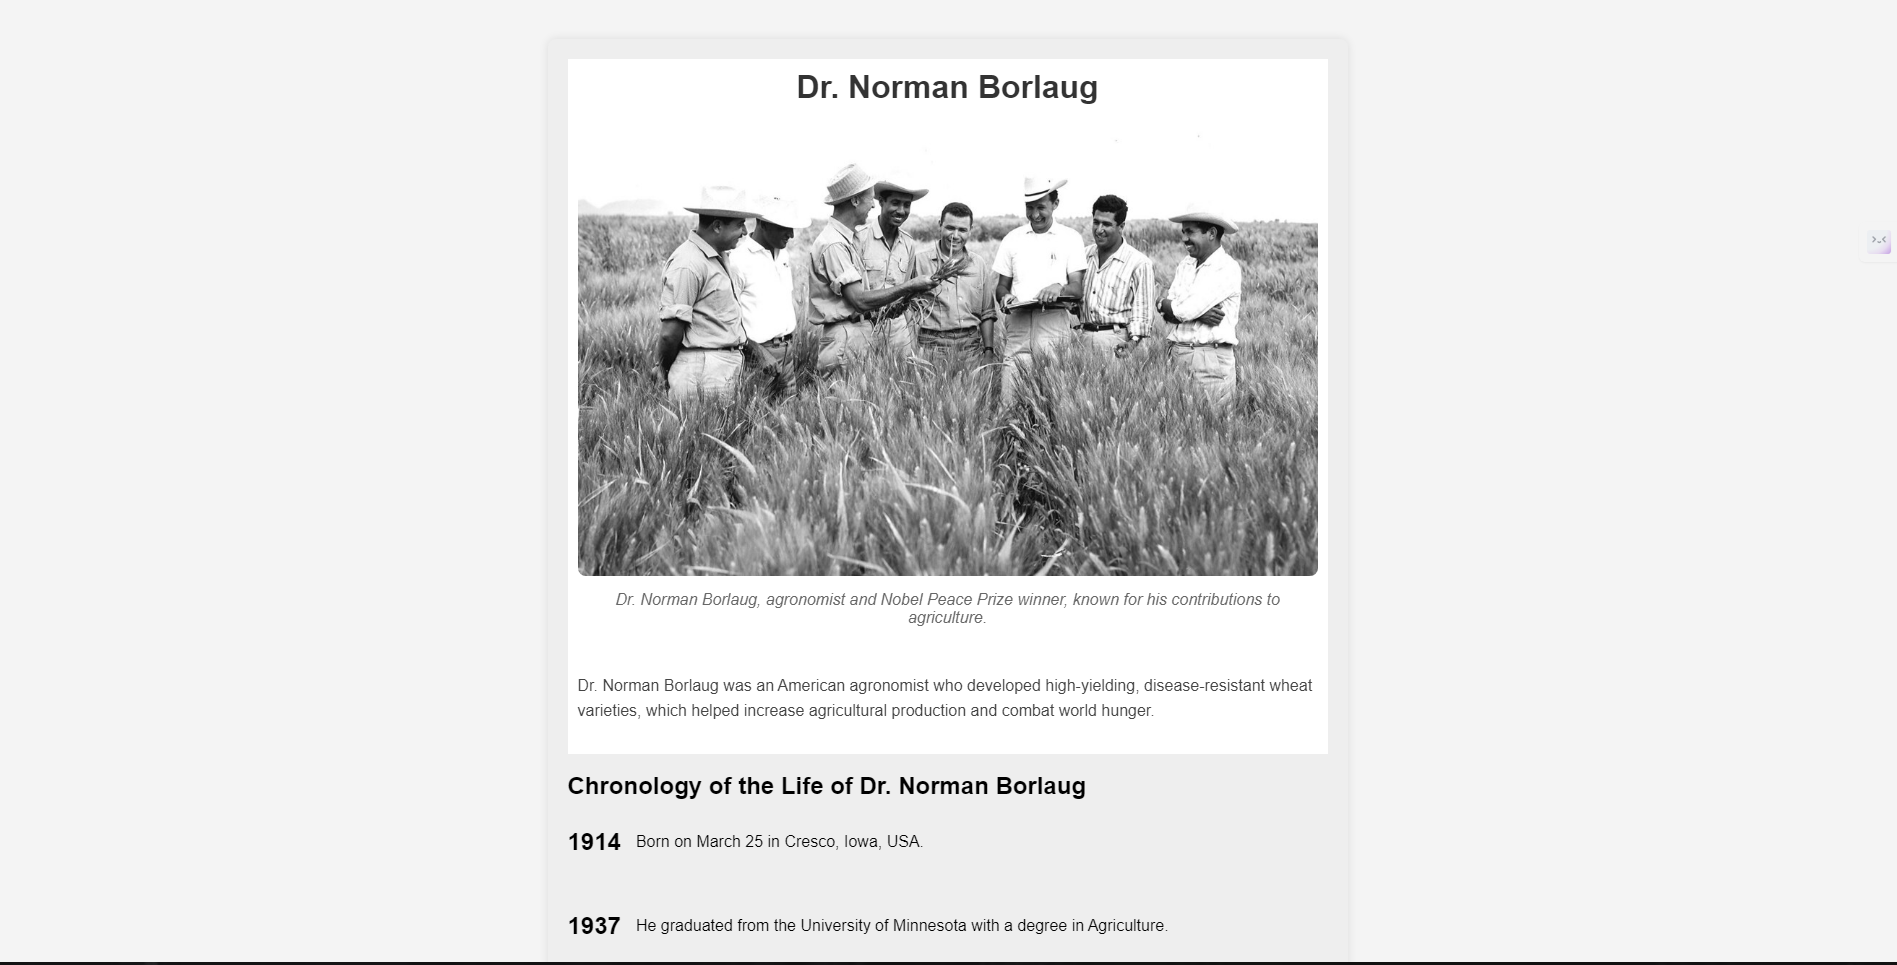 Dr. Norman Borlaug
Dr. Norman Borlaug, agronomist and Nobel Peace Prize winner, known for his contributions to
agriculture.
Dr. Norman Borlaug was an American agronomist who developed high-yielding, disease-resistant wheat
varieties, which helped increase agricultural production and combat world hunger.
Chronology of the Life of Dr. Norman Borlaug
1914 Born on March 25 in Cresco, Iowa, USA.
1937 He graduated from the University of Minnesota with a degree in Agriculture.